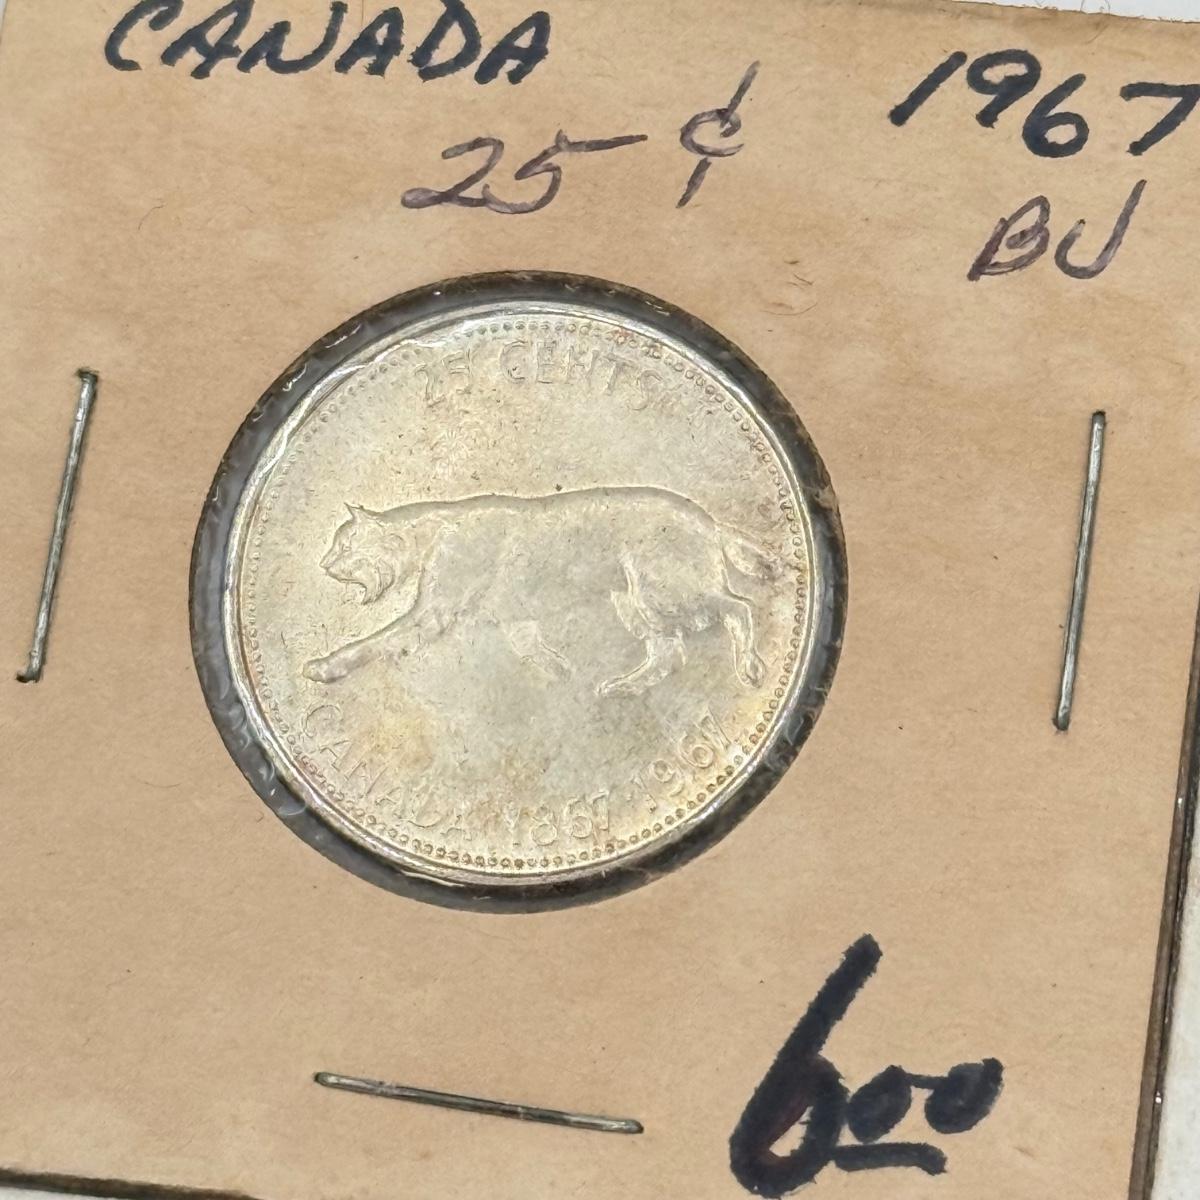 CANADA 1967
25¢ BU
25 CENTS
CANADA 1867 · 1967
6.00